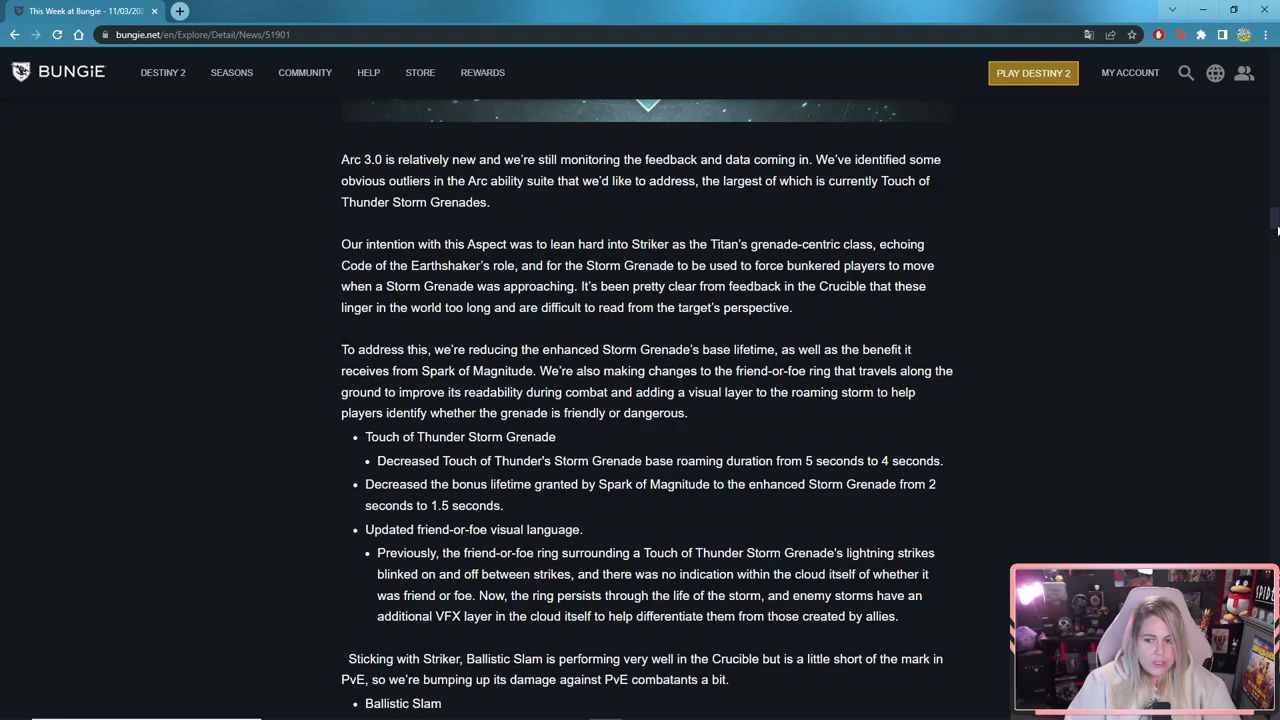 This Week at Bungie - 11/03/202
bungie.net/en/Explore/Detail/News/51901
BUNGiE
DESTINY 2
SEASONS
COMMUNITY
HELP
STORE
REWARDS
PLAY DESTINY 2
MY ACCOUNT
Arc 3.0 is relatively new and we're still monitoring the feedback and data coming in. We've identified some
obvious outliers in the Arc ability suite that we'd like to address, the largest of which is currently Touch of
Thunder Storm Grenades.
Our intention with this Aspect was to lean hard into Striker as the Titan's grenade-centric class, echoing
Code of the Earthshaker's role, and for the Storm Grenade to be used to force bunkered players to move
when a Storm Grenade was approaching. It's been pretty clear from feedback in the Crucible that these
linger in the world too long and are difficult to read from the target's perspective.
To address this, we're reducing the enhanced Storm Grenade's base lifetime, as well as the benefit it
receives from Spark of Magnitude. We're also making changes to the friend-or-foe ring that travels along the
ground to improve its readability during combat and adding a visual layer to the roaming storm to help
players identify whether the grenade is friendly or dangerous.
• Touch of Thunder Storm Grenade
• Decreased Touch of Thunder's Storm Grenade base roaming duration from 5 seconds to 4 seconds.
• Decreased the bonus lifetime granted by Spark of Magnitude to the enhanced Storm Grenade from 2
seconds to 1.5 seconds.
• Updated friend-or-foe visual language.
• Previously, the friend-or-foe ring surrounding a Touch of Thunder Storm Grenade's lightning strikes
blinked on and off between strikes, and there was no indication within the cloud itself of whether it
was friend or foe. Now, the ring persists through the life of the storm, and enemy storms have an
additional VFX layer in the cloud itself to help differentiate them from those created by allies.
Sticking with Striker, Ballistic Slam is performing very well in the Crucible but is a little short of the mark in
PvE, so we're bumping up its damage against PvE combatants a bit.
• Ballistic Slam